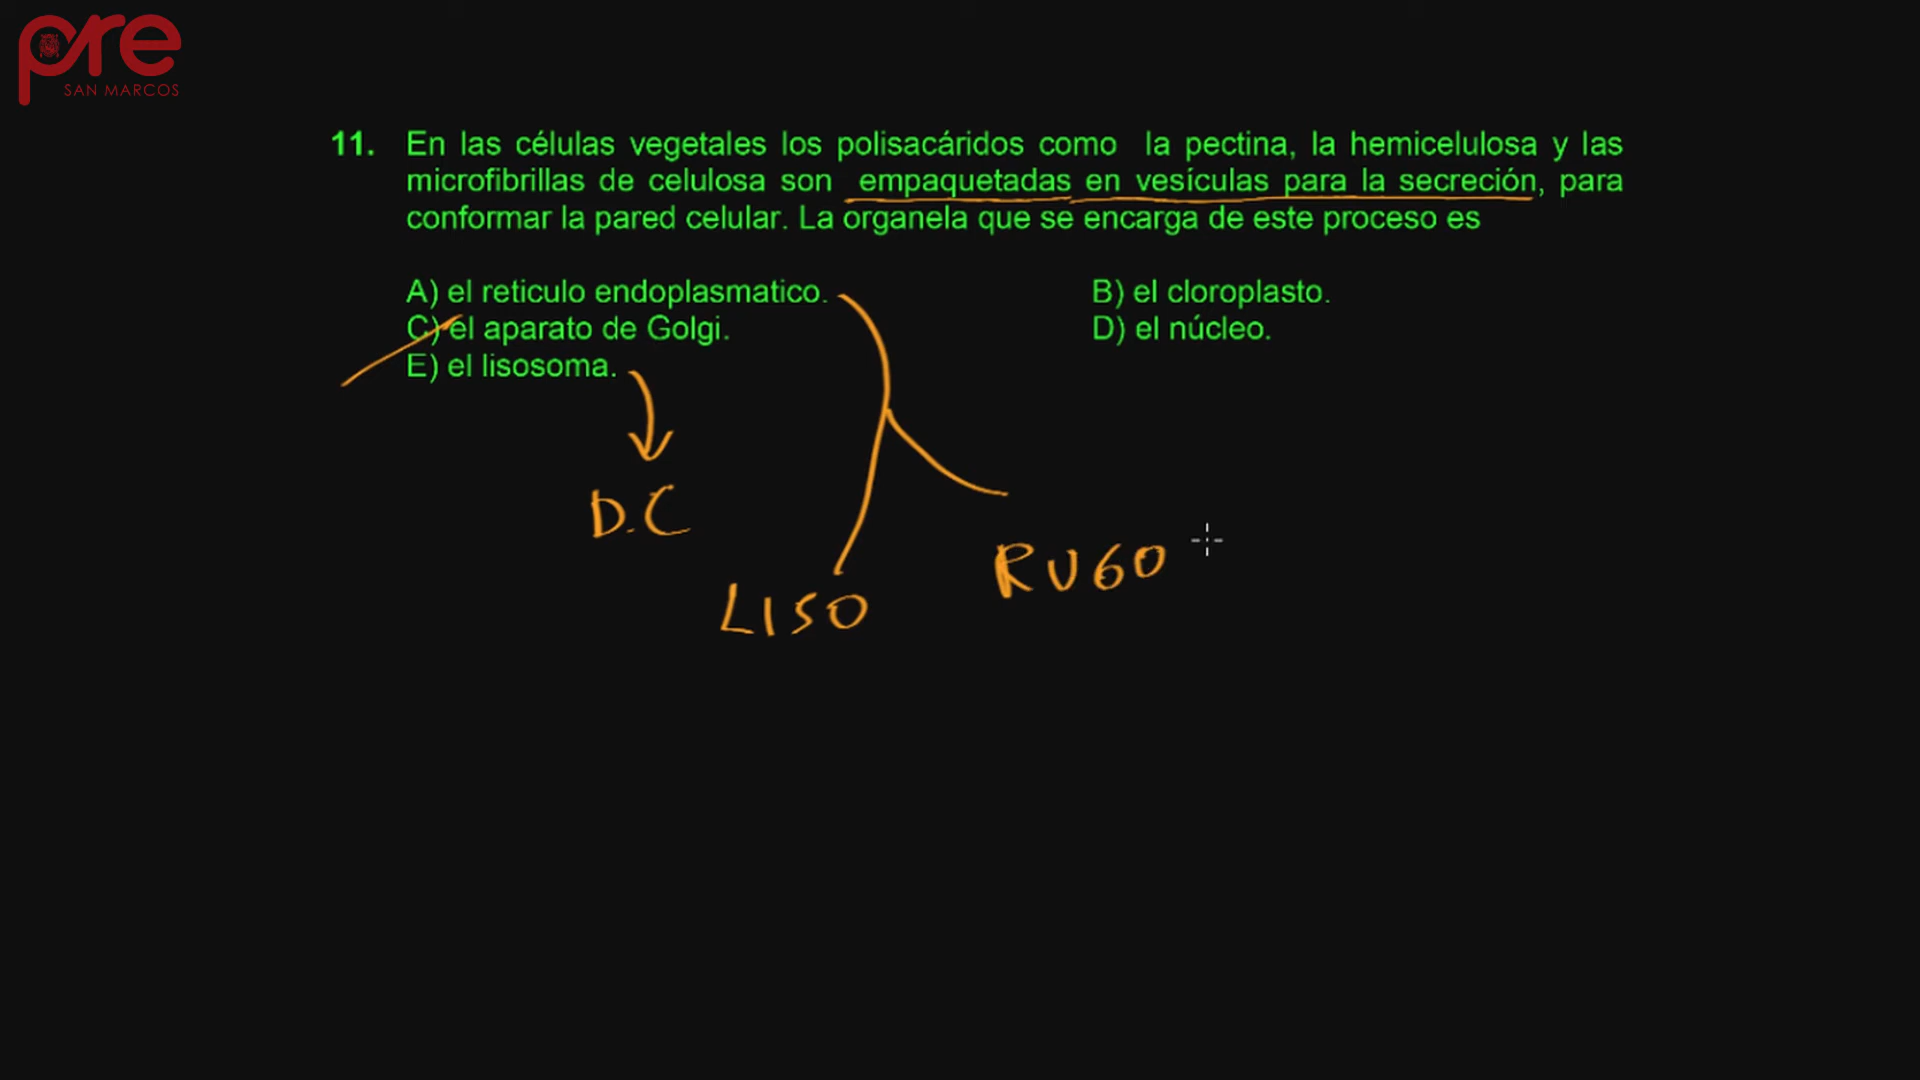 pre
SAN MARCOS
11. En las células vegetales los polisacáridos como la pectina, la hemicelulosa y las
microfibrillas de celulosa son empaquetadas en vesículas para la secreción, para
conformar la pared celular. La organela que se encarga de este proceso es
A) el reticulo endoplasmatico. B) el cloroplasto.
C) el aparato de Golgi. D) el núcleo.
E) el lisosoma.
D.C
LISO
RUGO